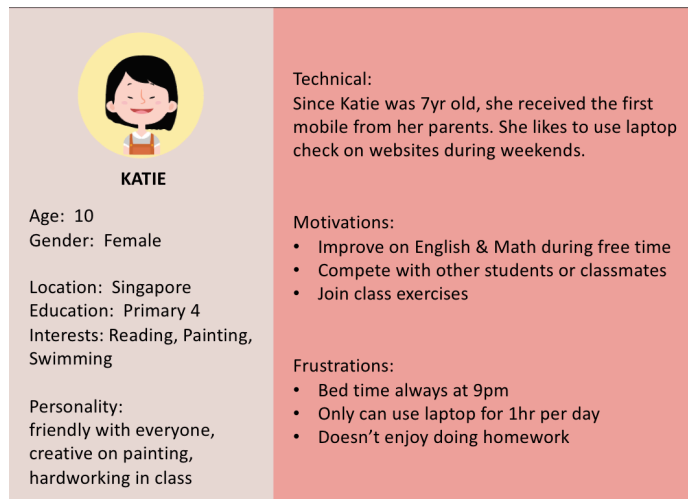 KATIE
Age: 10
Gender: Female
Location: Singapore
Education: Primary 4
Interests: Reading, Painting,
Swimming
Personality:
friendly with everyone,
creative on painting,
hardworking in class
Technical:
Since Katie was 7yr old, she received the first
mobile from her parents. She likes to use laptop
check on websites during weekends.
Motivations:
• Improve on English & Math during free time
• Compete with other students or classmates
• Join class exercises
Frustrations:
• Bed time always at 9pm
• Only can use laptop for 1hr per day
• Doesn’t enjoy doing homework